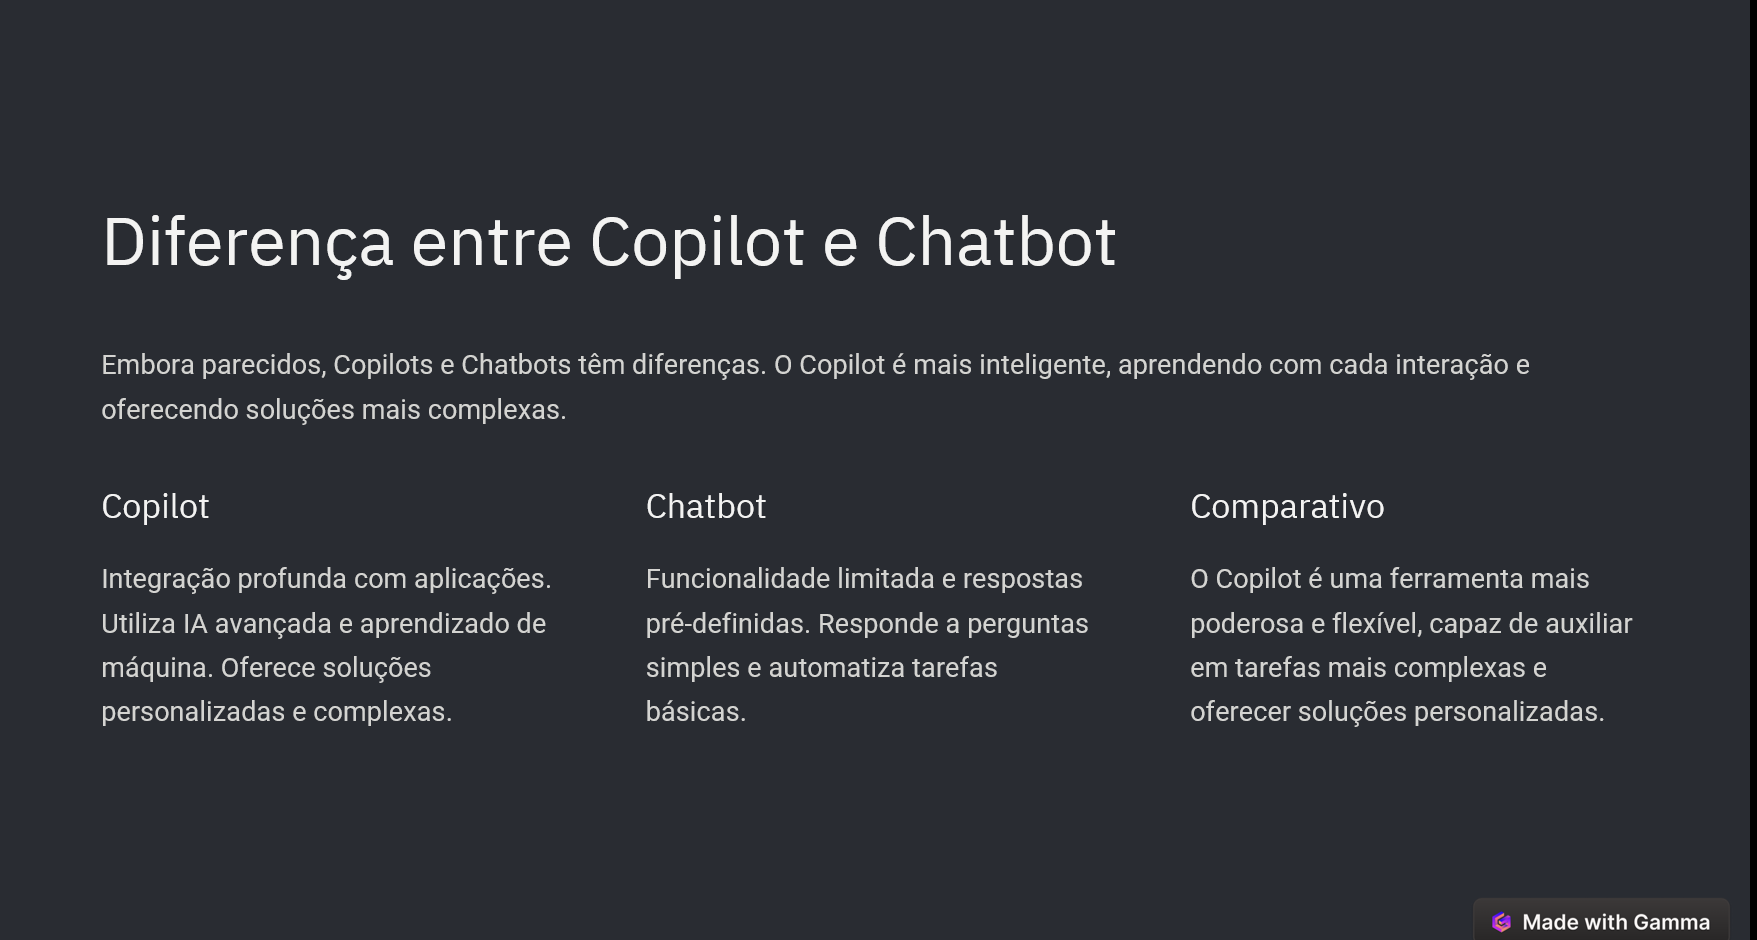 Diferença entre Copilot e Chatbot
Embora parecidos, Copilots e Chatbots têm diferenças. O Copilot é mais inteligente, aprendendo com cada interação e
oferecendo soluções mais complexas.
Copilot
Integração profunda com aplicações.
Utiliza IA avançada e aprendizado de
máquina. Oferece soluções
personalizadas e complexas.
Chatbot
Funcionalidade limitada e respostas
pré-definidas. Responde a perguntas
simples e automatiza tarefas
básicas.
Comparativo
O Copilot é uma ferramenta mais
poderosa e flexível, capaz de auxiliar
em tarefas mais complexas e
oferecer soluções personalizadas.
Made with Gamma